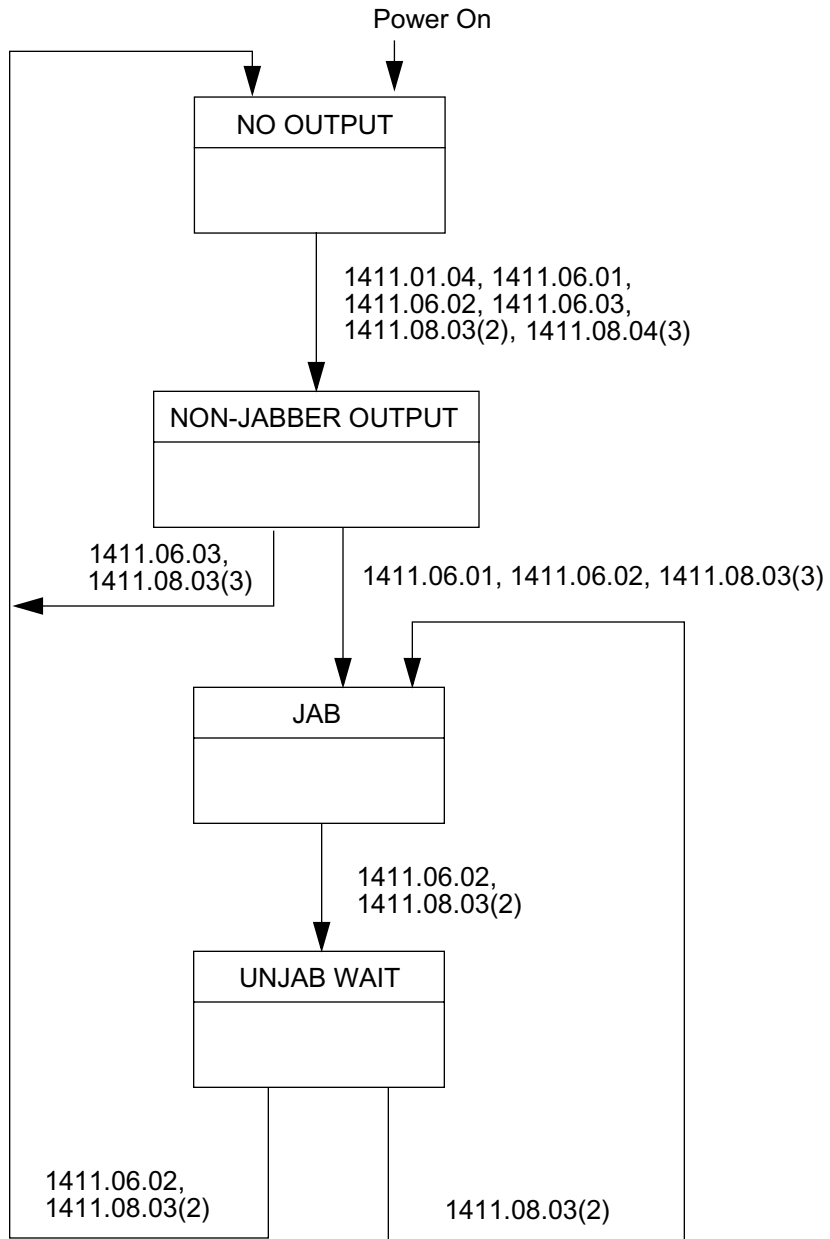 Power On
NO OUTPUT
1411.01.04, 1411.06.01,
1411.06.02, 1411.06.03,
1411.08.03(2), 1411.08.04(3)
NON-JABBER OUTPUT
1411.06.03,
1411.08.03(3)
1411.06.01, 1411.06.02, 1411.08.03(3)
JAB
1411.06.02,
1411.08.03(2)
UNJAB WAIT
1411.06.02,
1411.08.03(2)
1411.08.03(2)